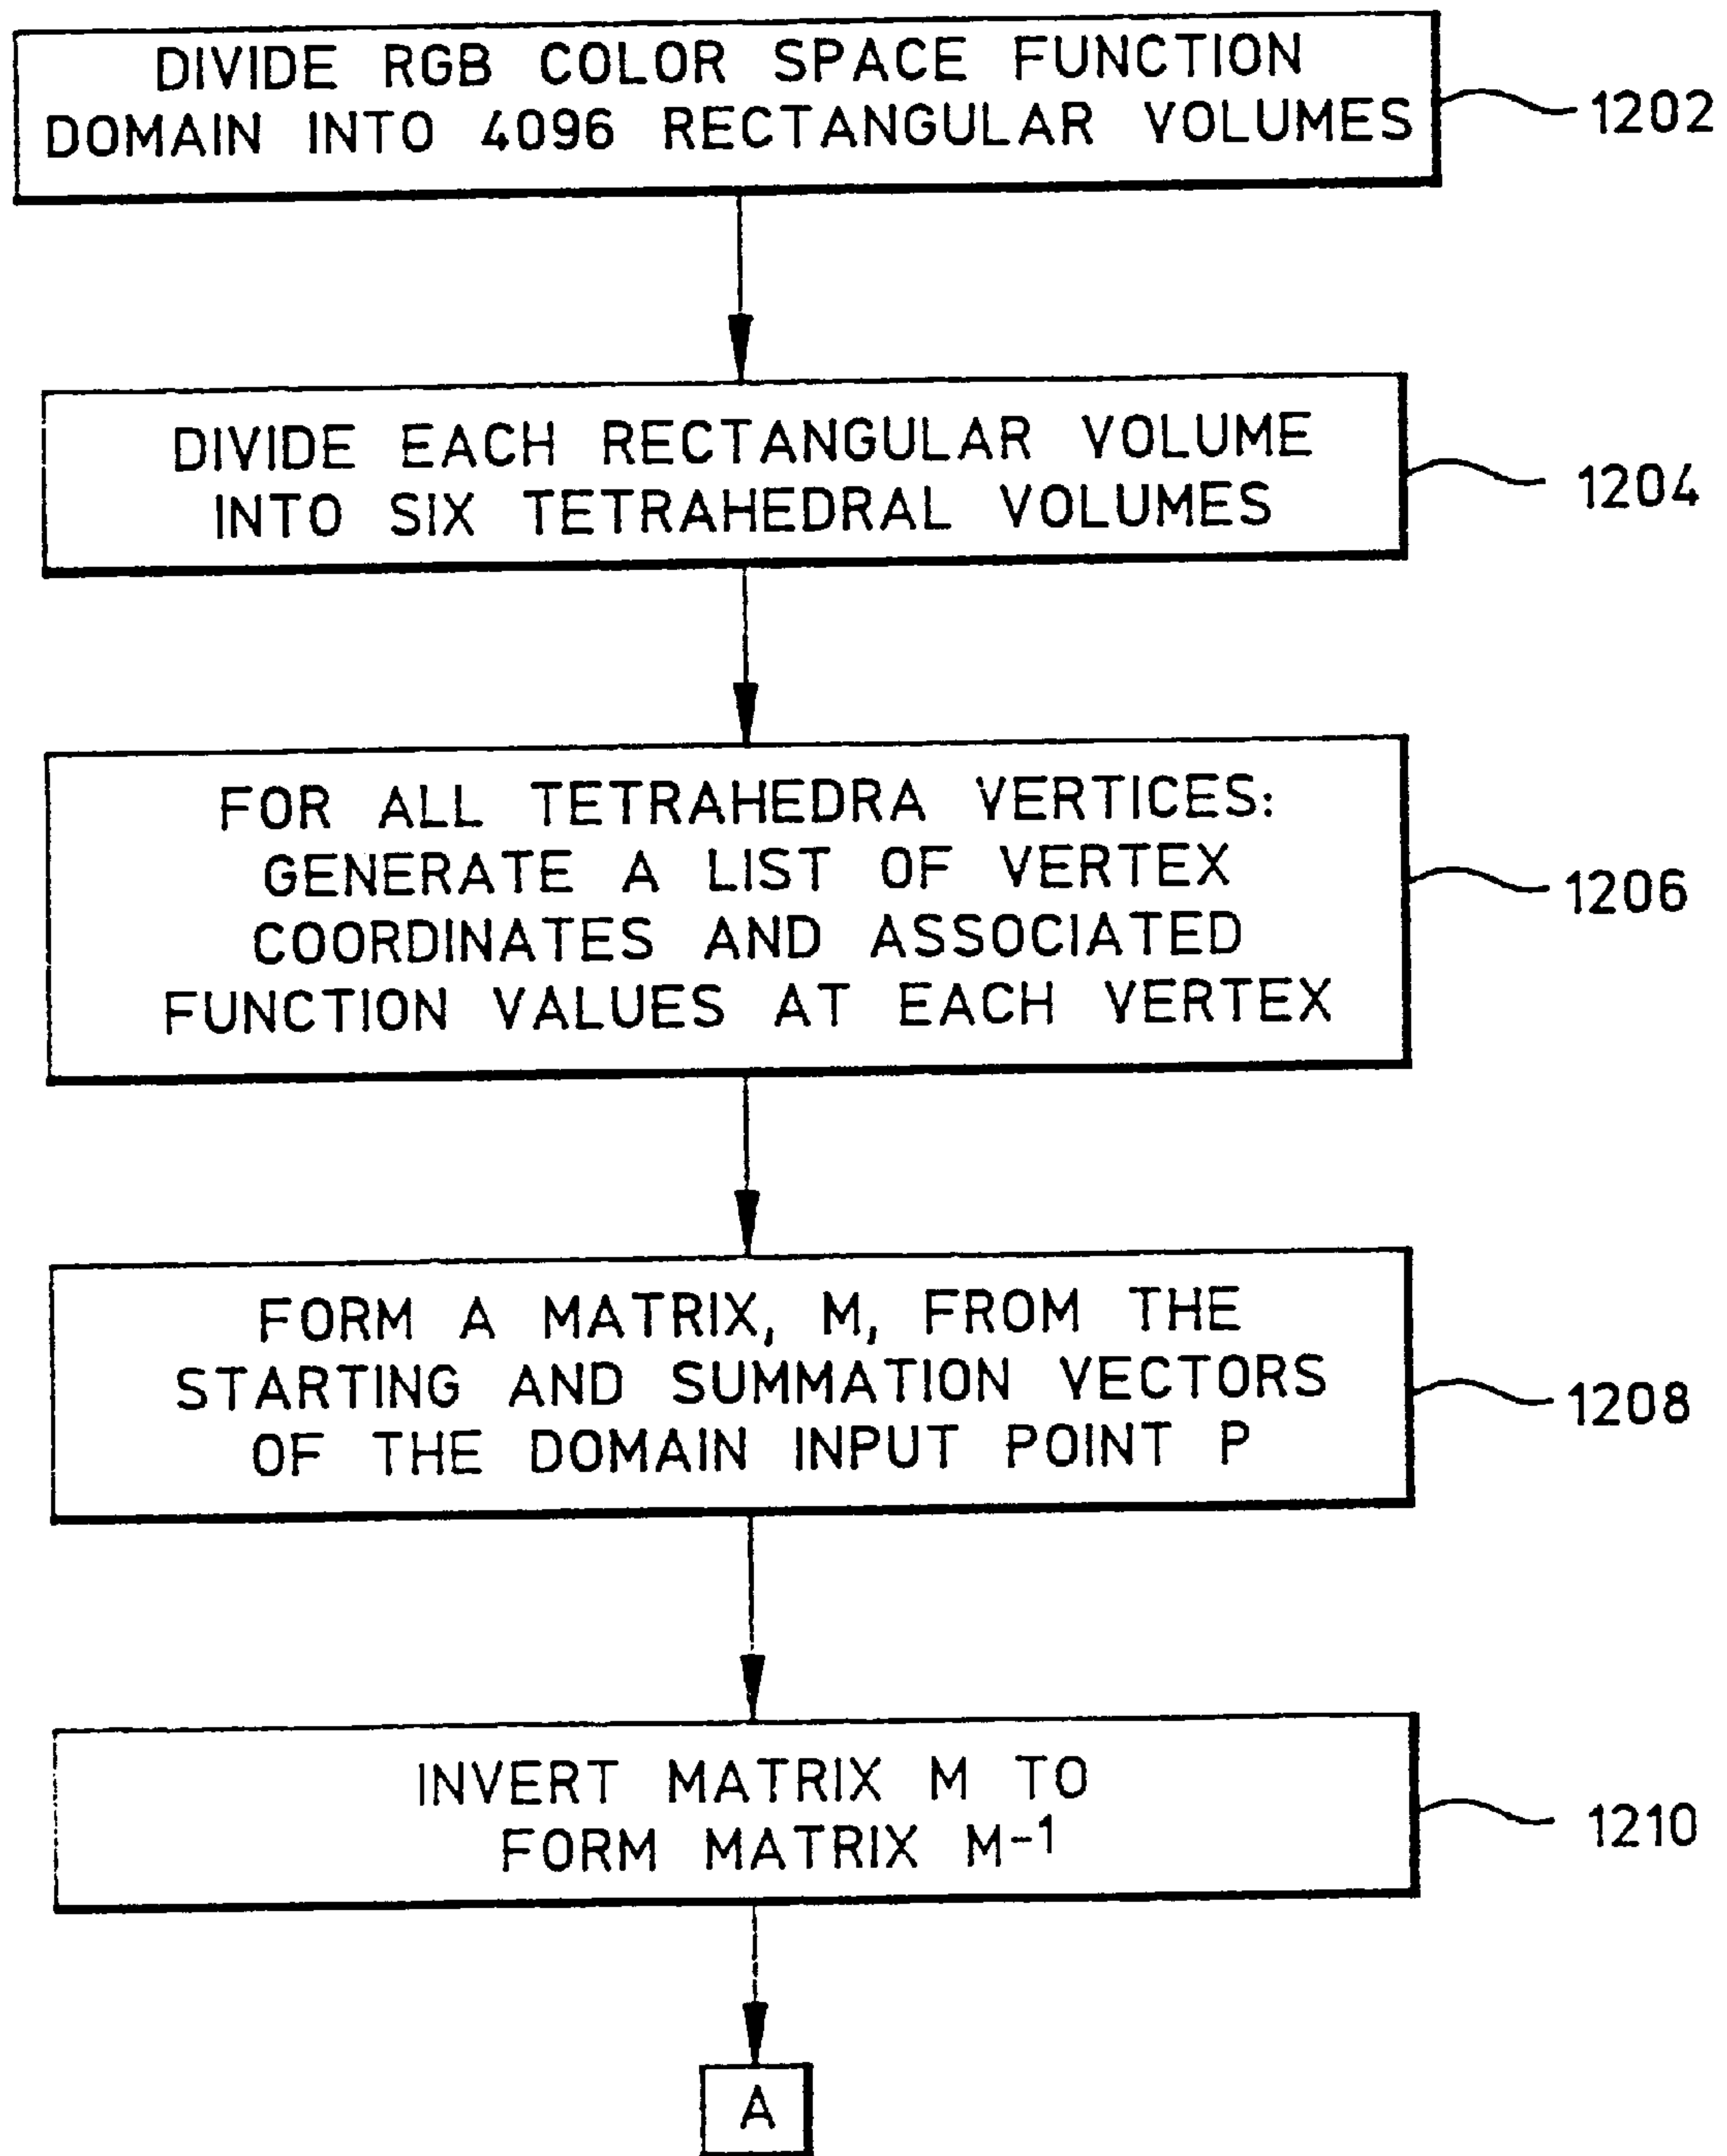 DIVIDE RGB COLOR SPACE FUNCTION
DOMAIN INTO 4096 RECTANGULAR VOLUMES
1202
DIVIDE EACH RECTANGULAR VOLUME
INTO SIX TETRAHEDRAL VOLUMES
1204
FOR ALL TETRAHEDRA VERTICES:
GENERATE A LIST OF VERTEX
COORDINATES AND ASSOCIATED
FUNCTION VALUES AT EACH VERTEX
1206
FORM A MATRIX, M, FROM THE
STARTING AND SUMMATION VECTORS
OF THE DOMAIN INPUT POINT P
1208
INVERT MATRIX M TO
FORM MATRIX M-1
1210
A